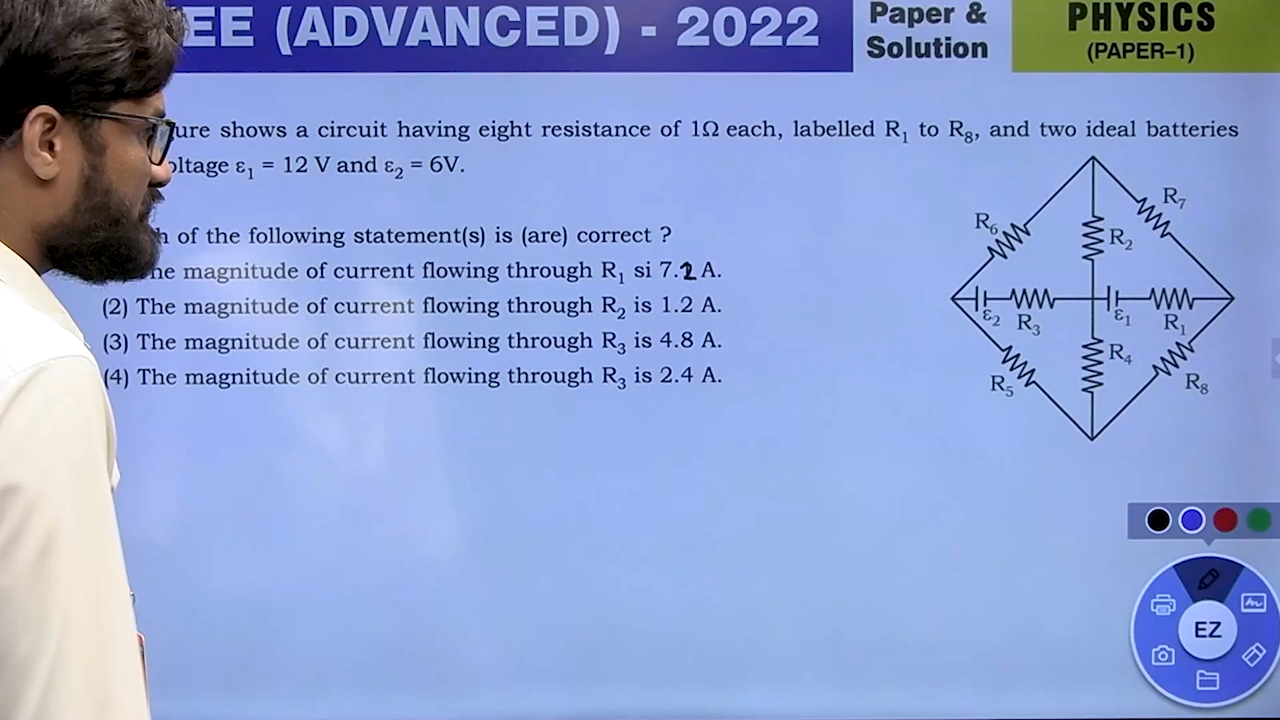 EE (ADVANCED) - 2022
Paper & Solution
PHYSICS
(PAPER–1)
ure shows a circuit having eight resistance of 1Ω each, labelled R₁ to R₈, and two ideal batteries
oltage ε₁ = 12 V and ε₂ = 6V.
h of the following statement(s) is (are) correct ?
he magnitude of current flowing through R₁ si 7.2 A.
(2) The magnitude of current flowing through R₂ is 1.2 A.
(3) The magnitude of current flowing through R₃ is 4.8 A.
(4) The magnitude of current flowing through R₃ is 2.4 A.
R₇
R₆
R₂
ε₂
R₃
ε₁
R₁
R₄
R₅
R₈
EZ